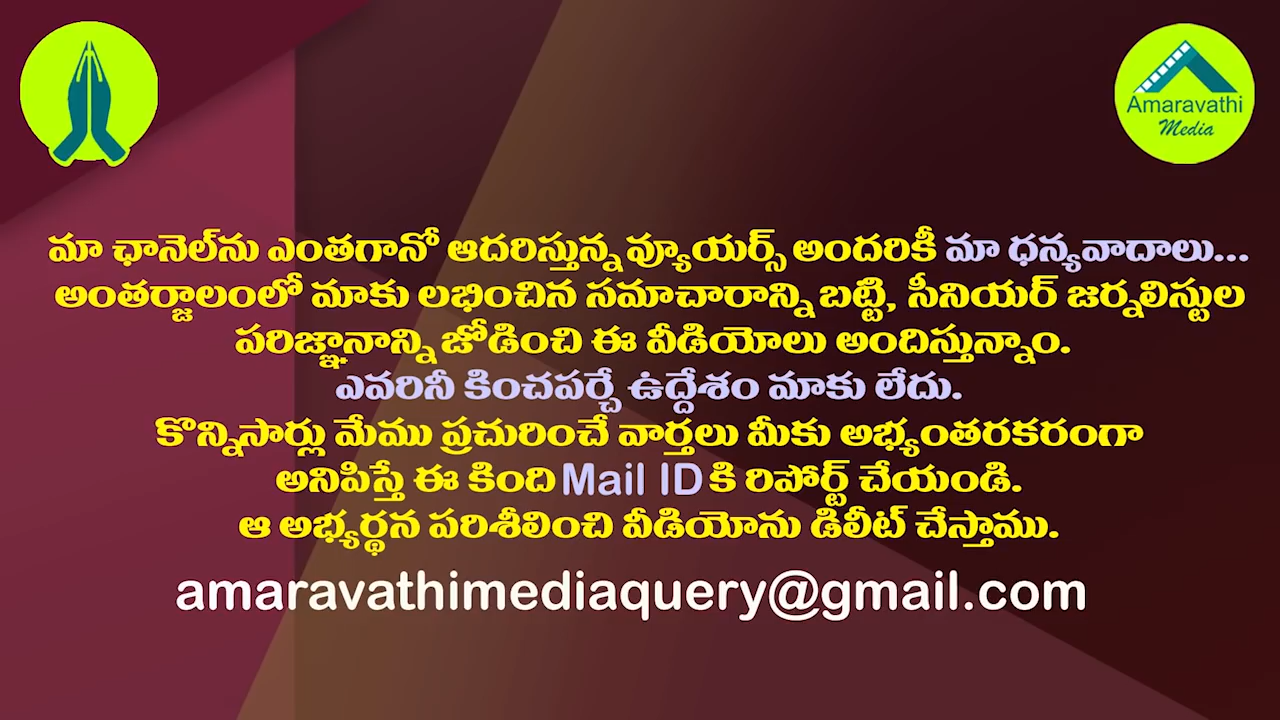 Amaravathi
Media
మా ఛానెల్‌ను ఎంతగానో ఆదరిస్తున్న వ్యూయర్స్ అందరికీ మా ధన్యవాదాలు...
అంతర్జాలంలో మాకు లభించిన సమాచారాన్ని బట్టి, సీనియర్ జర్నలిస్టుల
పరిజ్ఞానాన్ని జోడించి ఈ వీడియోలు అందిస్తున్నాం.
ఎవరినీ కించపర్చే ఉద్దేశం మాకు లేదు.
కొన్నిసార్లు మేము ప్రచురించే వార్తలు మీకు అభ్యంతరకరంగా
అనిపిస్తే ఈ కింది Mail ID కి రిపోర్ట్ చేయండి.
ఆ అభ్యర్థన పరిశీలించి వీడియోను డిలీట్ చేస్తాము.
amaravathimediaquery@gmail.com